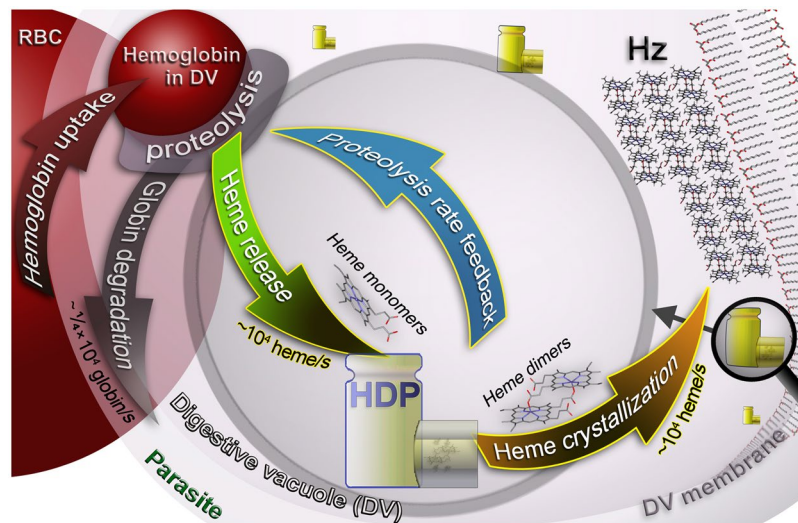 RBC
Hemoglobin
in DV
proteolysis
Hemoglobin uptake
Globin degradation
~¼×10⁴ globin/s
Heme release
~10⁴ heme/s
Heme monomers
Proteolysis rate feedback
Hz
HDP
Heme dimers
Heme crystallization
~10⁴ heme/s
Digestive vacuole (DV)
Parasite
DV membrane